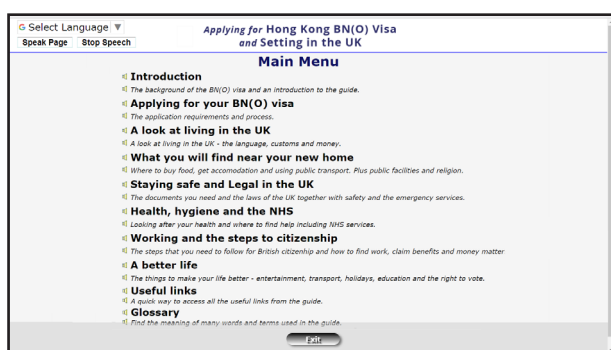 G Select Language ▼
Speak Page Stop Speech
Applying for Hong Kong BN(O) Visa
and Setting in the UK
Main Menu
Introduction
The background of the BN(O) visa and an introduction to the guide.
Applying for your BN(O) visa
The application requirements and process.
A look at living in the UK
A look at living in the UK - the language, customs and money.
What you will find near your new home
Where to buy food, get accomodation and using public transport. Plus public facilities and religion.
Staying safe and Legal in the UK
The documents you need and the laws of the UK together with safety and the emergency services.
Health, hygiene and the NHS
Looking after your health and where to find help including NHS services.
Working and the steps to citizenship
The steps that you need to follow for British citizenhip and how to find work, claim benefits and money matter
A better life
The things to make your life better - entertainment, transport, holidays, education and the right to vote.
Useful links
A quick way to access all the useful links from the guide.
Glossary
Find the meaning of many words and terms used in the guide.
Exit